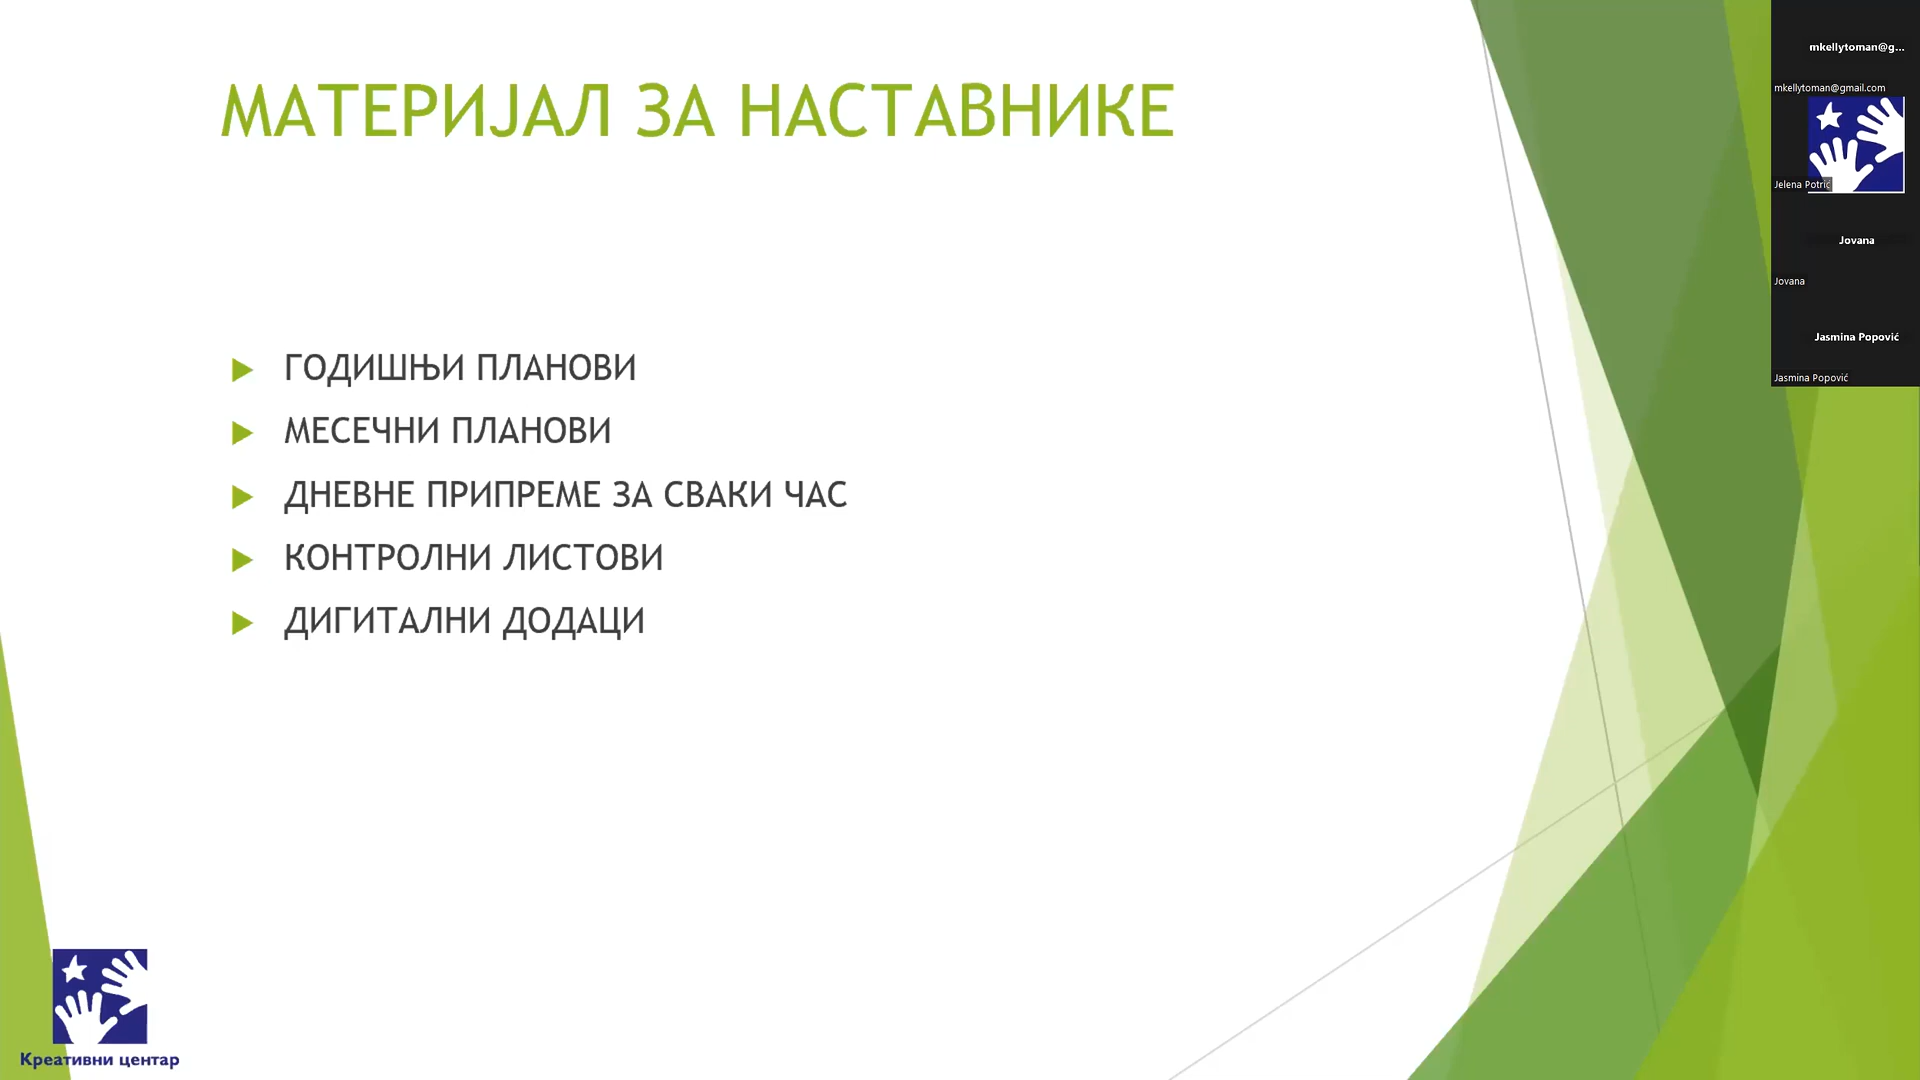 МАТЕРИЈАЛ ЗА НАСТАВНИКЕ
ГОДИШЊИ ПЛАНОВИ
МЕСЕЧНИ ПЛАНОВИ
ДНЕВНЕ ПРИПРЕМЕ ЗА СВАКИ ЧАС
КОНТРОЛНИ ЛИСТОВИ
ДИГИТАЛНИ ДОДАЦИ
Креативни центар
mkellytoman@g...
mkellytoman@gmail.com
Jelena Potrić
Jovana
Jovana
Jasmina Popović
Jasmina Popović